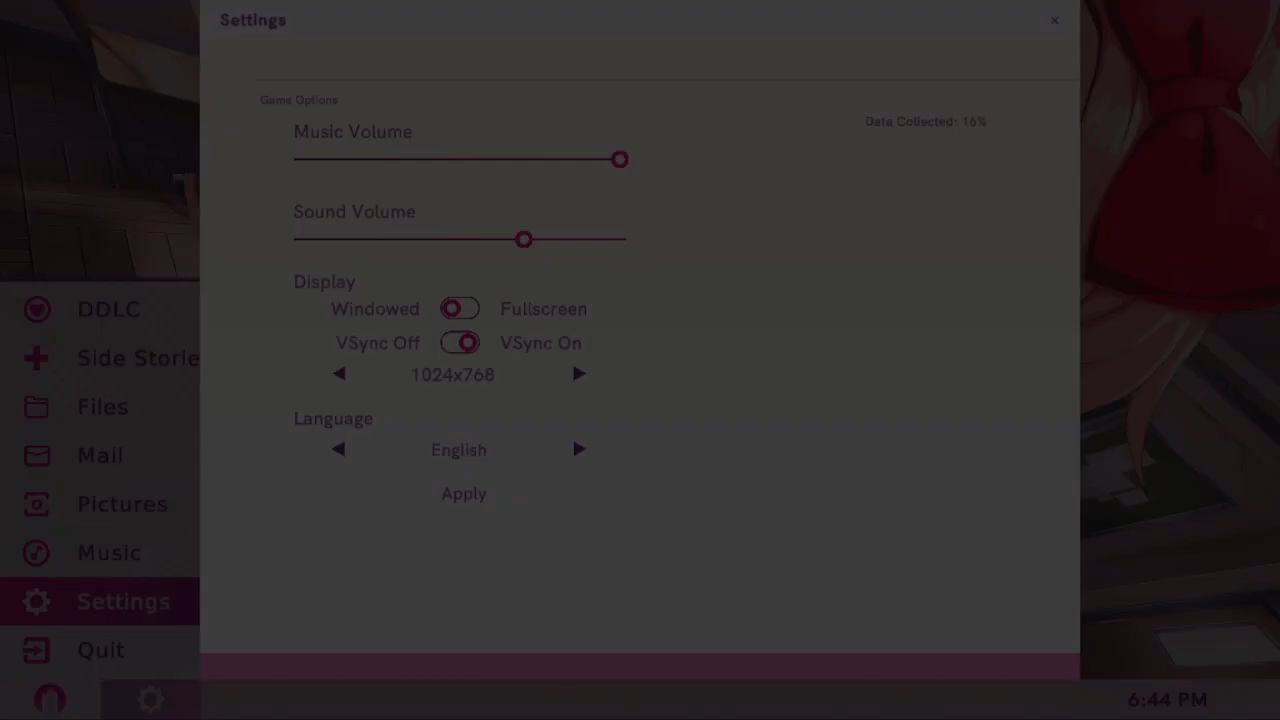 Settings
Game Options
Data Collected: 16%
Music Volume
Sound Volume
Display
Windowed Fullscreen
VSync Off VSync On
1024x768
Language
English
Apply
DDLC
Side Storie
Files
Mail
Pictures
Music
Settings
Quit
6:44 PM